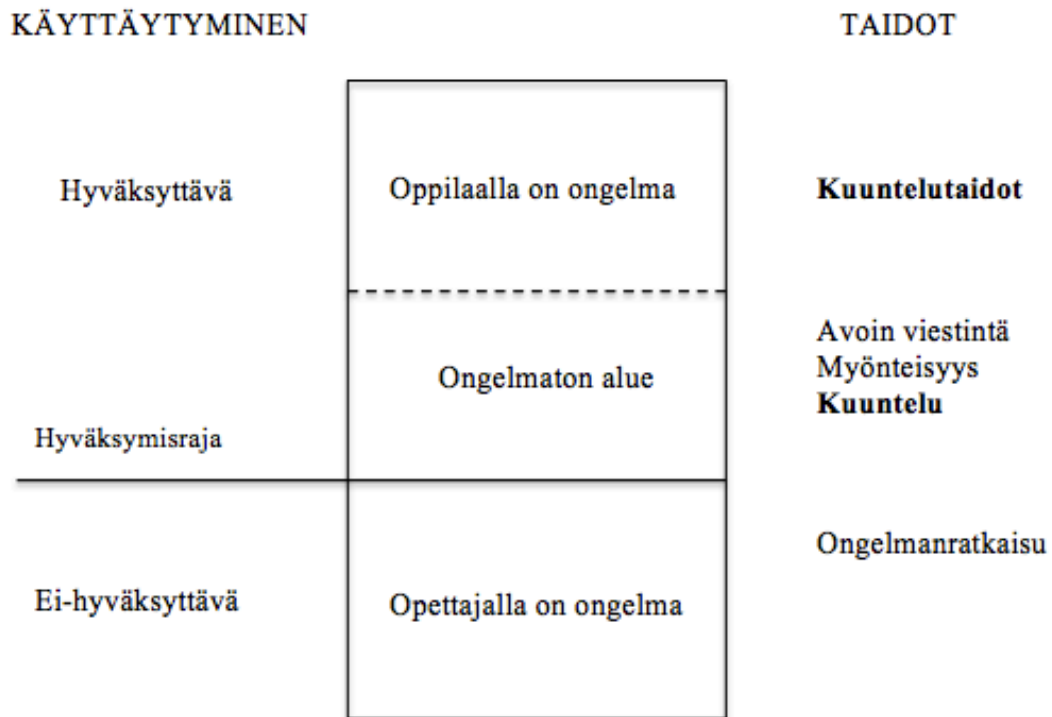 KÄYTTÄYTYMINEN
TAIDOT
Hyväksyttävä
Oppilaalla on ongelma
Kuuntelutaidot
Ongelmaton alue
Avoin viestintä
Myönteisyys
Kuuntelu
Hyväksymisraja
Ei-hyväksyttävä
Opettajalla on ongelma
Ongelmanratkaisu